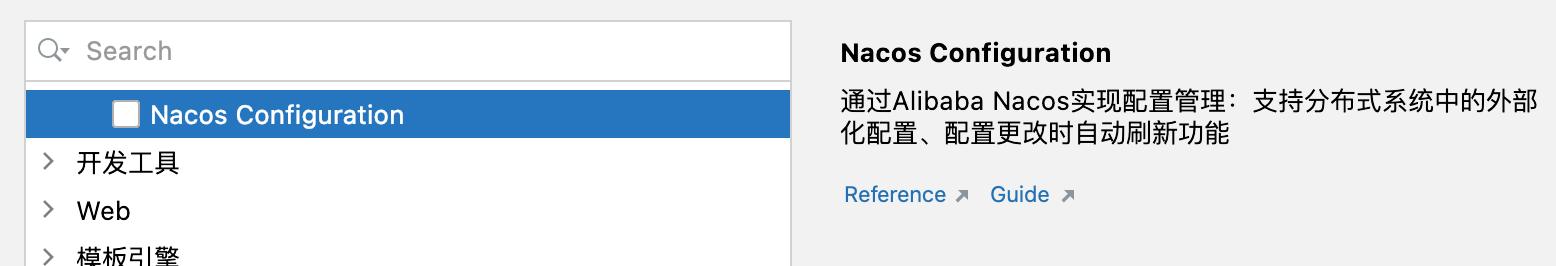 Search
Nacos Configuration
开发工具
Web
模板引擎
Nacos Configuration
通过Alibaba Nacos实现配置管理：支持分布式系统中的外部
化配置、配置更改时自动刷新功能
Reference Guide